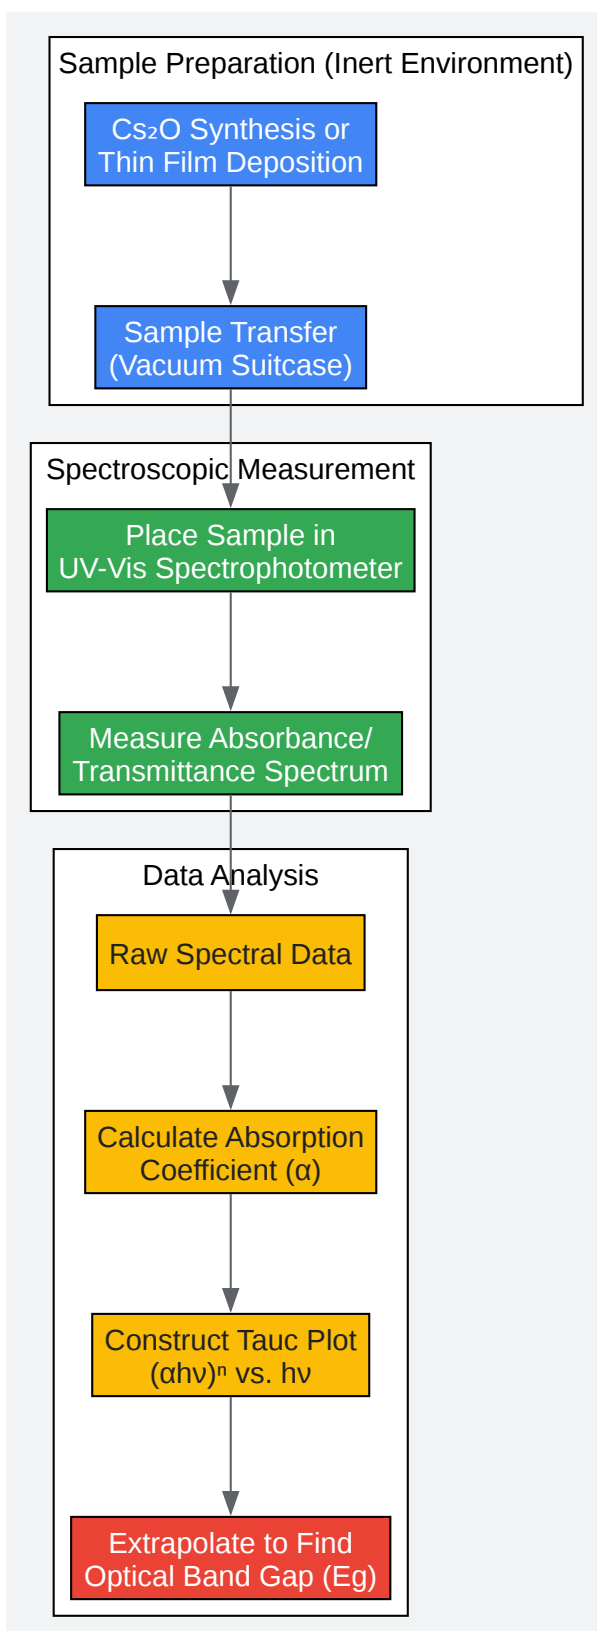 Sample Preparation (Inert Environment)
Cs₂O Synthesis or
Thin Film Deposition
Sample Transfer
(Vacuum Suitcase)
Spectroscopic Measurement
Place Sample in
UV-Vis Spectrophotometer
Measure Absorbance/
Transmittance Spectrum
Data Analysis
Raw Spectral Data
Calculate Absorption
Coefficient (α)
Construct Tauc Plot
(αhν)ⁿ vs. hν
Extrapolate to Find
Optical Band Gap (Eg)